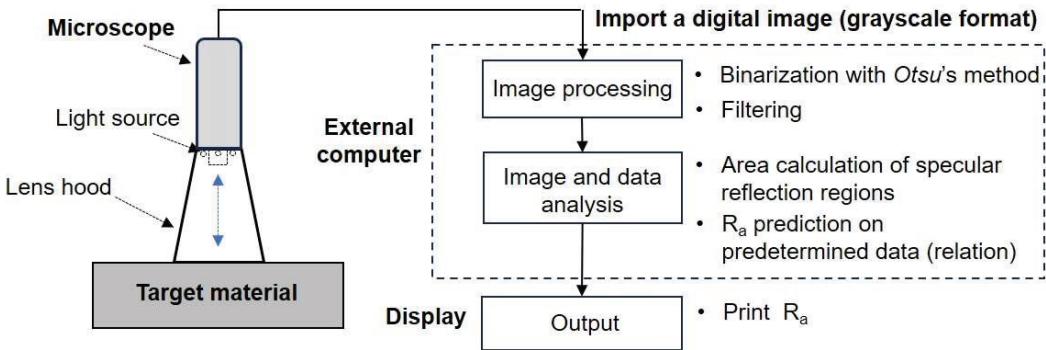 Import a digital image (grayscale format)
Microscope
Light source
Lens hood
Target material
External
computer
Image processing
• Binarization with Otsu's method
• Filtering
Image and data
analysis
• Area calculation of specular
reflection regions
• Rₐ prediction on
predetermined data (relation)
Display
Output
• Print Rₐ